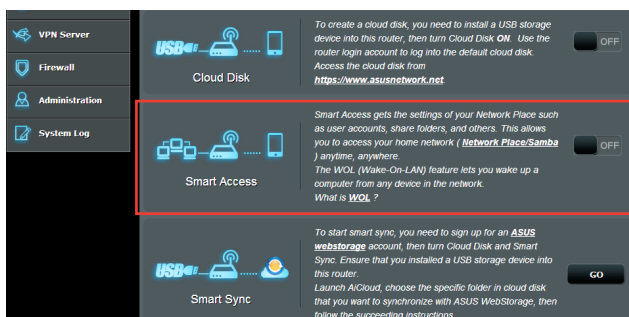 VPN Server
Firewall
Administration
System Log
USB
Cloud Disk
To create a cloud disk, you need to install a USB storage
device into this router, then turn Cloud Disk ON. Use the
router login account to log into the default cloud disk.
Access the cloud disk from
https://www.asusnetwork.net.
OFF
Smart Access
Smart Access gets the settings of your Network Place such
as user accounts, share folders, and others. This allows
you to access your home network ( Network Place/Samba
) anytime, anywhere.
The WOL (Wake-On-LAN) feature lets you wake up a
computer from any device in the network.
What is WOL ?
OFF
USB
Smart Sync
To start smart sync, you need to sign up for an ASUS
webstorage account, then turn Cloud Disk and Smart
Sync. Ensure that you installed a USB storage device into
this router.
Launch AiCloud, choose the specific folder in cloud disk
that you want to synchronize with ASUS WebStorage, then
follow the succeeding instructions.
GO